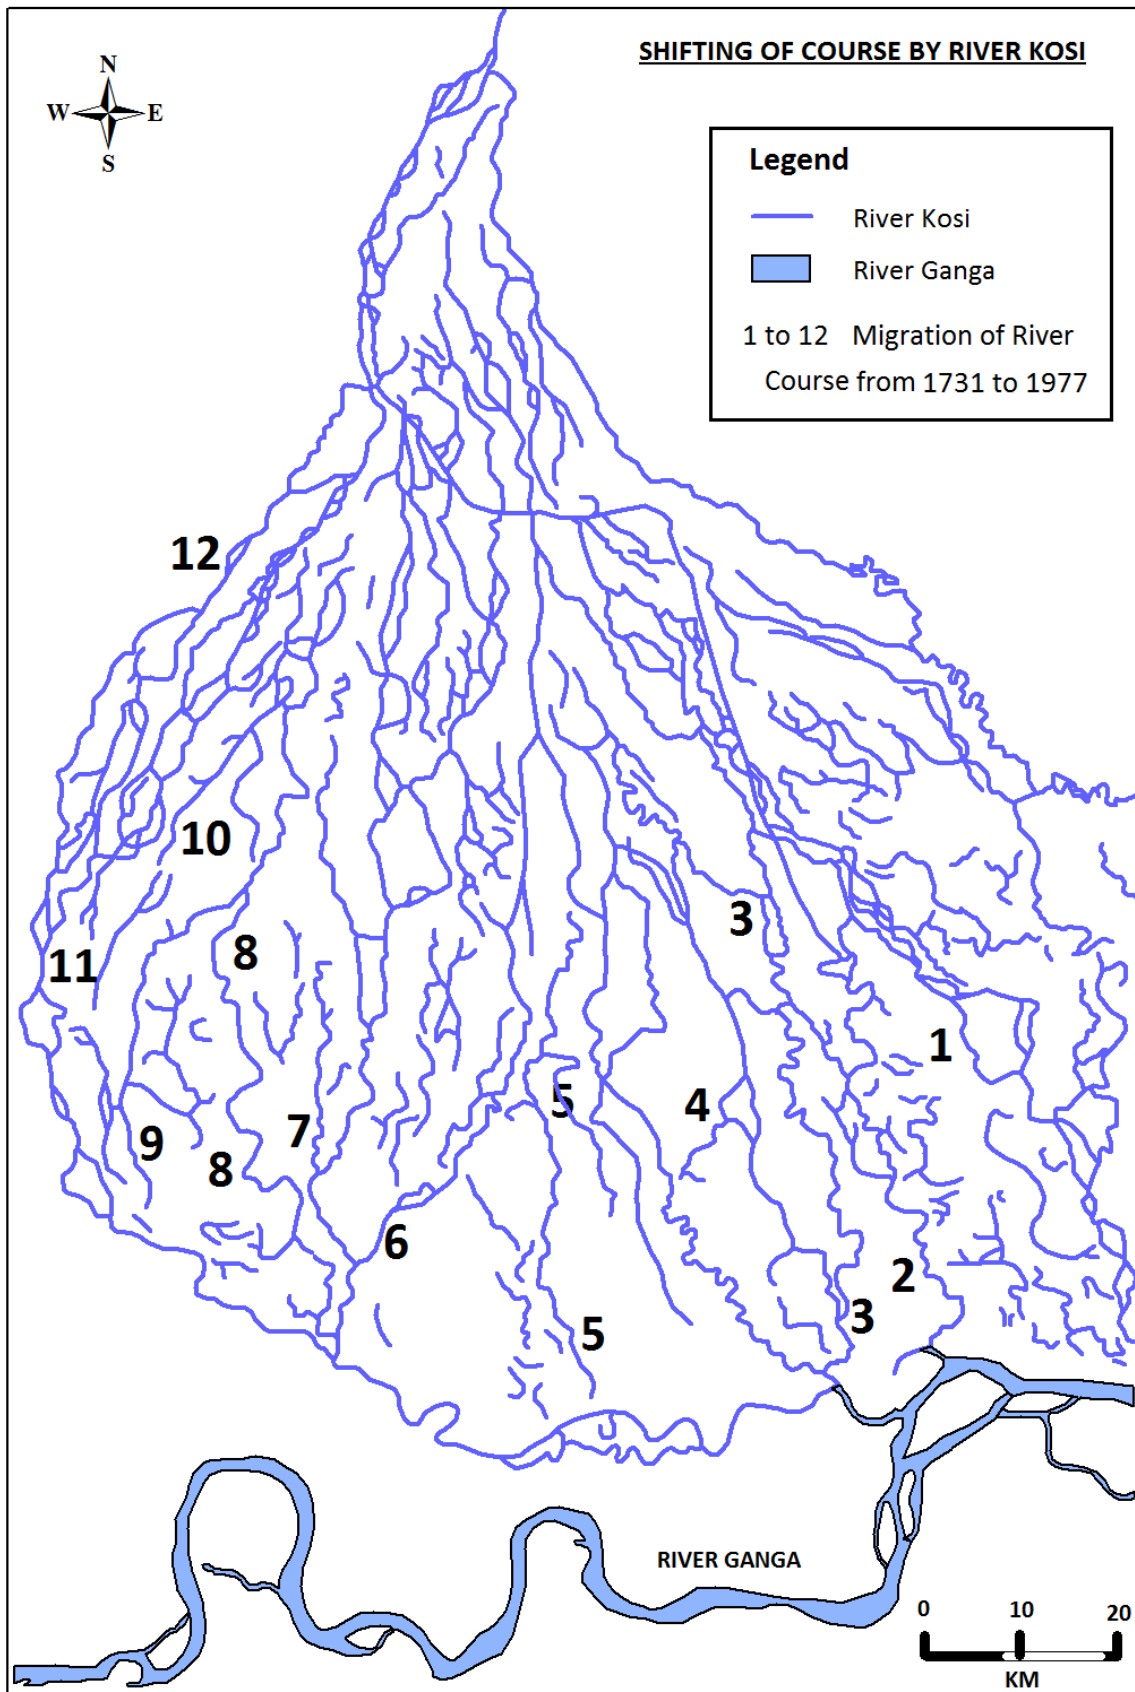 SHIFTING OF COURSE BY RIVER KOSI
N
W E
S
Legend
River Kosi
River Ganga
1 to 12 Migration of River
Course from 1731 to 1977
12
10
3
8
11
1
5
4
7
9
8
6
2
3
5
RIVER GANGA
0 10 20
KM